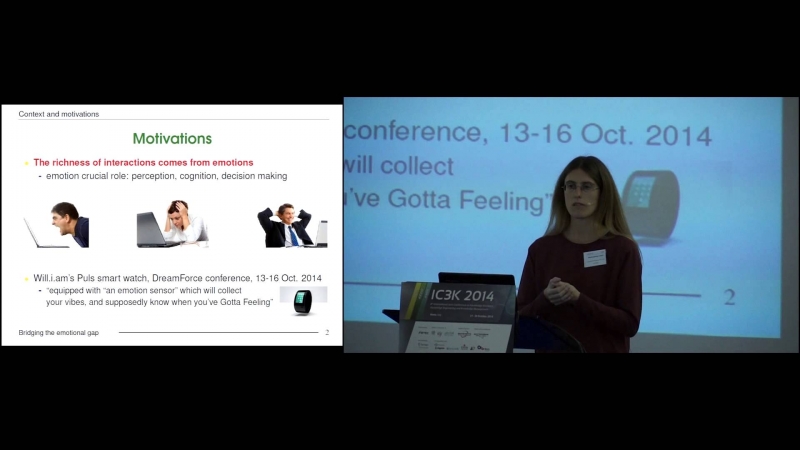 Context and motivations
Motivations
The richness of interactions comes from emotions
- emotion crucial role: perception, cognition, decision making
Will.i.am's Puls smart watch, DreamForce conference, 13-16 Oct. 2014
- "equipped with "an emotion sensor" which will collect
your vibes, and supposedly know when you've Gotta Feeling"
Bridging the emotional gap
2
conference, 13-16 Oct. 2014
will collect
u've Gotta Feeling"
2
IC3K 2014